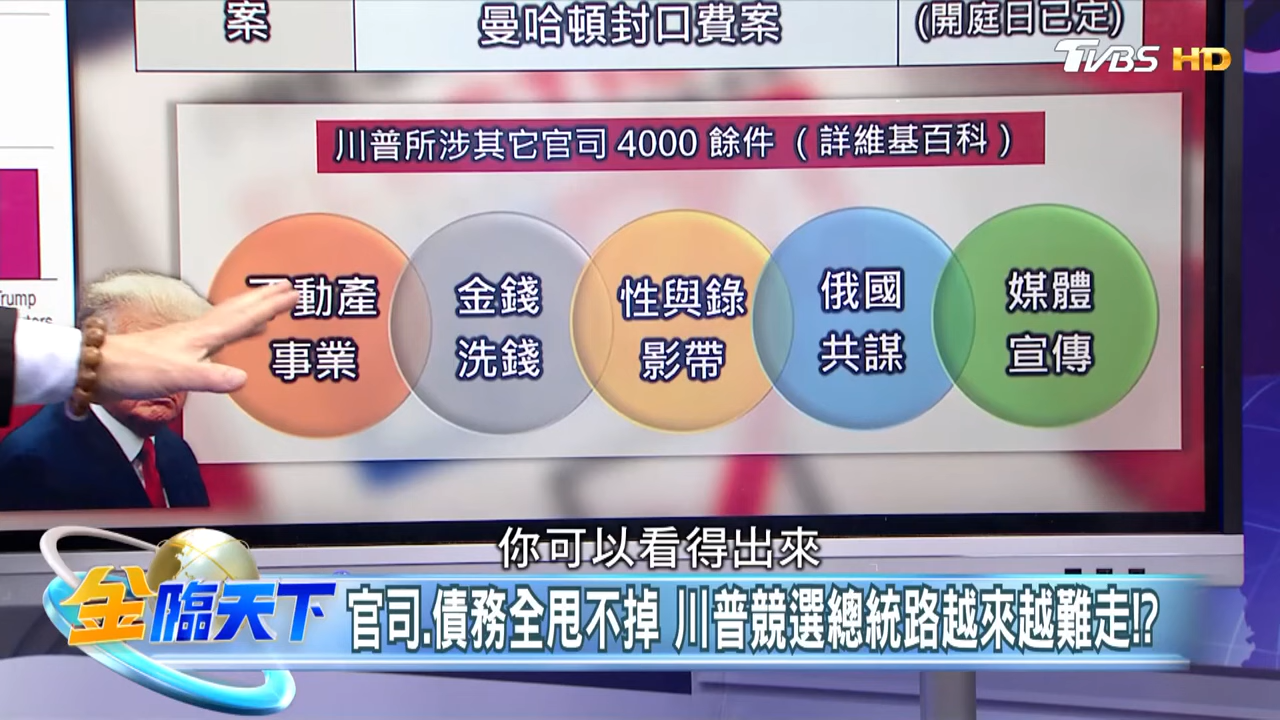 案
曼哈頓封口費案
(開庭日已定)
TVBS HD
川普所涉其它官司 4000 餘件 (詳維基百科)
動產
事業
金錢
洗錢
性與錄
影帶
俄國
共謀
媒體
宣傳
Trump
你可以看得出來
金臨天下
官司.債務全甩不掉 川普競選總統路越來越難走!?